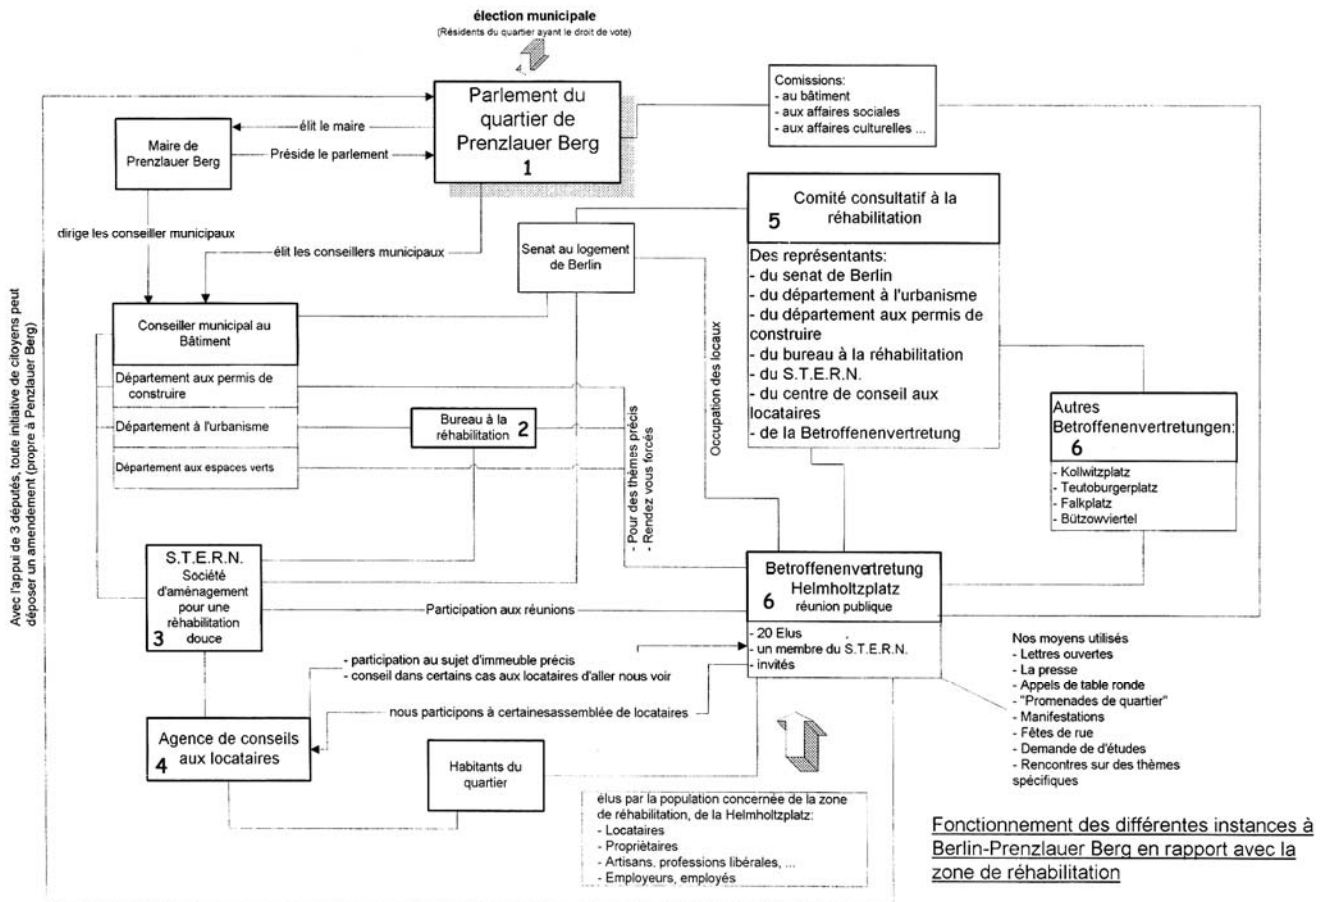 élection municipale
(Résidents du quartier ayant le droit de vote)
Parlement du
quartier de
Prenzlauer Berg
1
Comissions:
- au bâtiment
- aux affaires sociales
- aux affaires culturelles ...
élit le maire
Préside le parlement
Maire de
Prenzlauer Berg
dirige les conseiller municipaux
élit les conseillers municipaux
Senat au logement
de Berlin
5
Comité consultatif à la
réhabilitation
Des représentants:
- du senat de Berlin
- du département à l'urbanisme
- du département aux permis de
construire
- du bureau à la réhabilitation
- du S.T.E.R.N.
- du centre de conseil aux
locataires
- de la Betroffenenvertretung
Conseiller municipal au
Bâtiment
Département aux permis de
construire
Département à l'urbanisme
Département aux espaces verts
Bureau à la
réhabilitation
2
Avec l'appui de 3 députés, toute initiative de citoyens peut
déposer un amendement (propre à Penzlauer Berg)
- Pour des thèmes précis
- Rendez vous forcés
Occupation des locaux
Autres
Betroffenenvertretungen:
6
- Kollwitzplatz
- Teutoburgerplatz
- Falkplatz
- Bützowviertel
S.T.E.R.N.
Société
d'aménagement
pour une
rèhabilitation
douce
3
Participation aux réunions
Betroffenenvertretung
Helmholtzplatz
6
réunion publique
- 20 Elus
- un membre du S.T.E.R.N.
- invités
- participation au sujet d'immeuble précis
- conseil dans certains cas aux locataires d'aller nous voir
nous participons à certainesassemblée de locataires
Agence de conseils
aux locataires
4
Habitants du
quartier
Nos moyens utilisés
- Lettres ouvertes
- La presse
- Appels de table ronde
- "Promenades de quartier"
- Manifestations
- Fêtes de rue
- Demande de d'études
- Rencontres sur des thèmes
spécifiques
élus par la population concernée de la zone
de réhabilitation, de la Helmholtzplatz:
- Locataires
- Propriètaires
- Artisans, professions libérales, ...
- Employeurs, employés
Fonctionnement des différentes instances à
Berlin-Prenzlauer Berg en rapport avec la
zone de réhabilitation